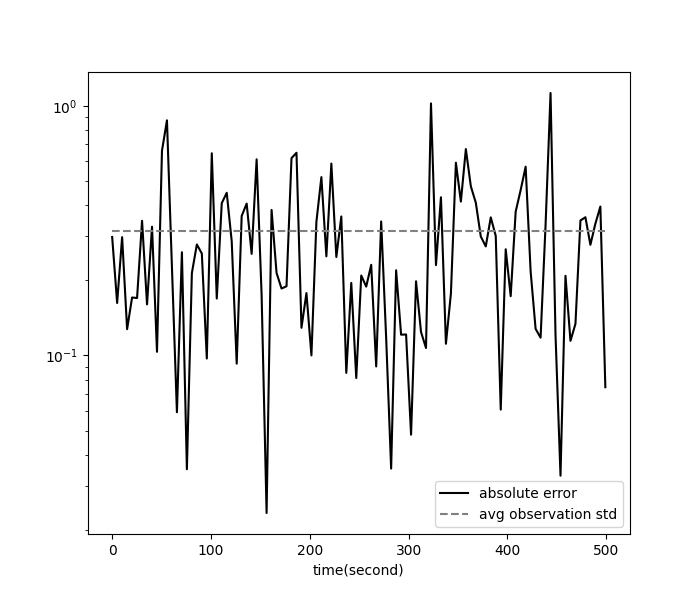 10⁰
10⁻¹
absolute error
avg observation std
0 100 200 300 400 500
time(second)